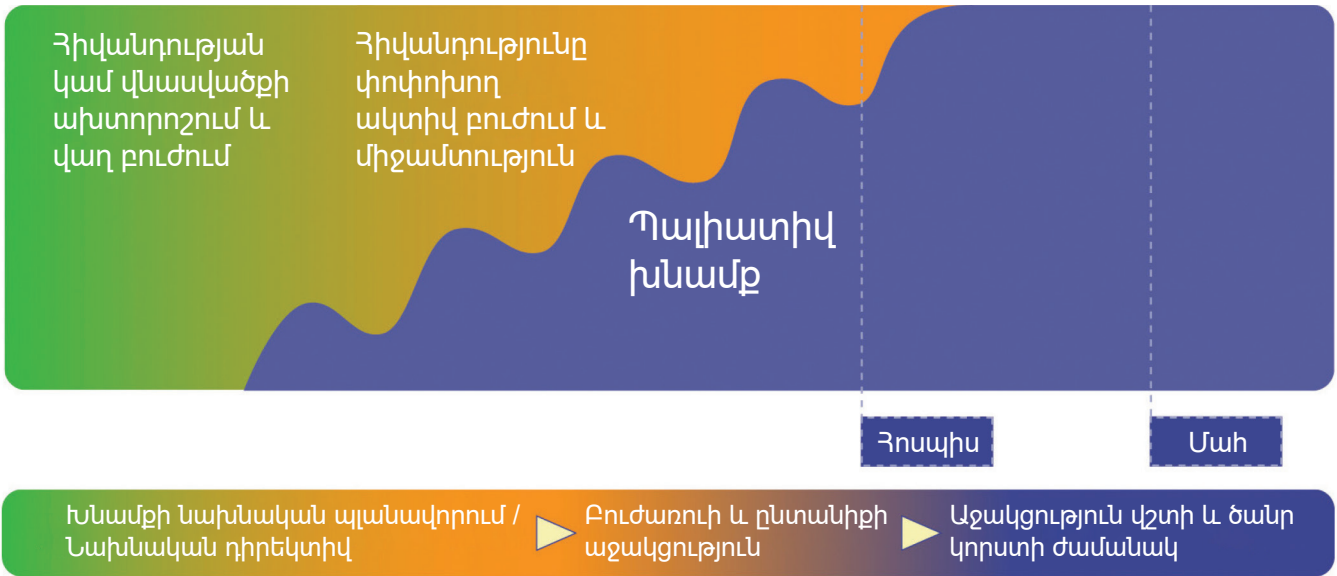 Հիվանդության
կամ վնասվածքի
ախտորոշում և
վաղ բուժում
Հիվանդությունը
փոփոխող
ակտիվ բուժում և
միջամտություն
Պալիատիվ
խնամք
Հոսպիս
Մահ
Խնամքի նախնական պլանավորում /
Նախնական դիրեկտիվ
Բուժառուի և ընտանիքի
աջակցություն
Աջակցություն վշտի և ծանր
կորստի ժամանակ